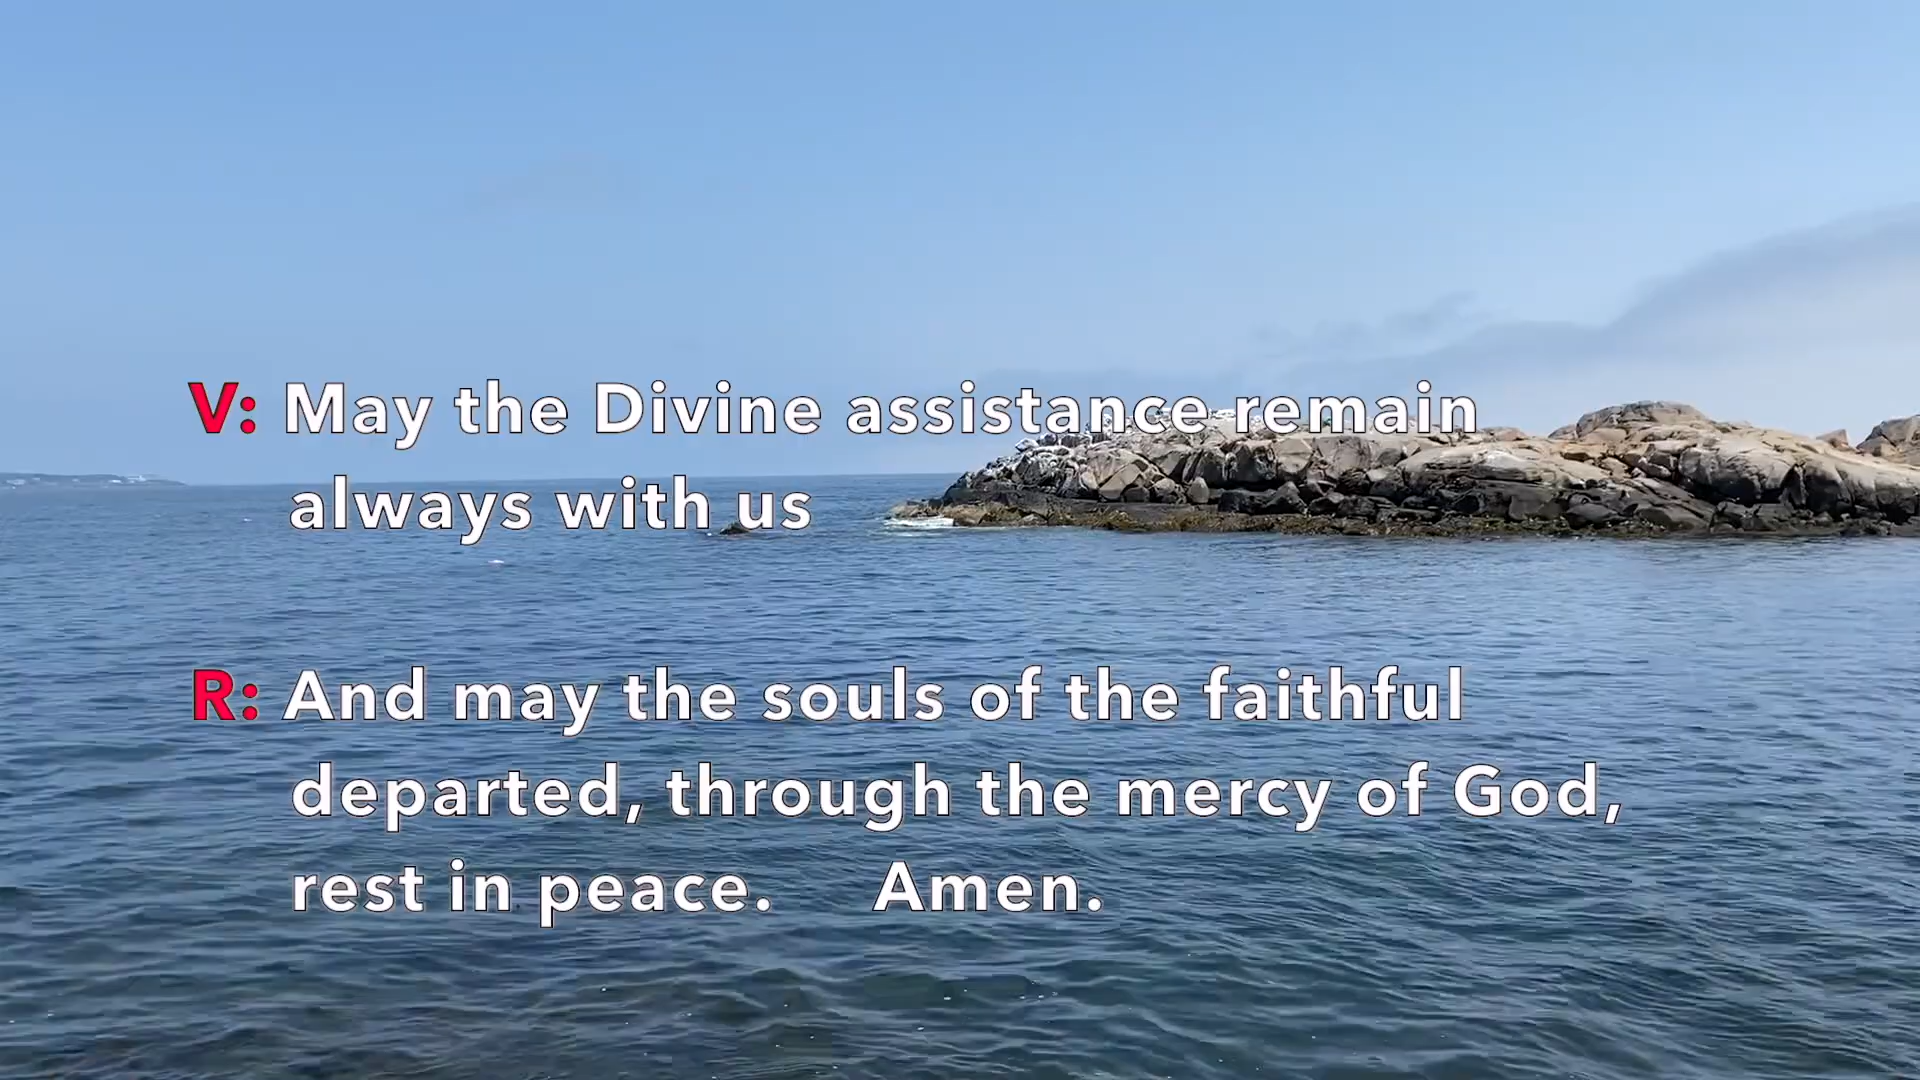 V: May the Divine assistance remain
always with us
R: And may the souls of the faithful
departed, through the mercy of God,
rest in peace. Amen.